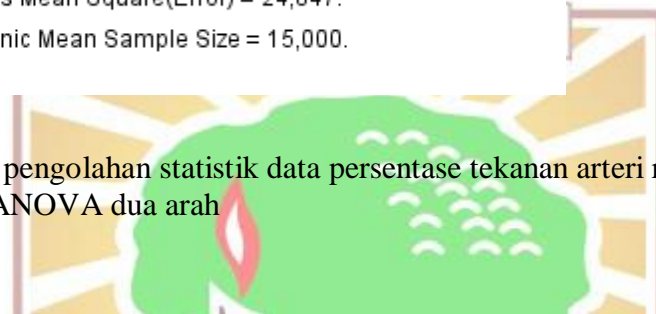 s Mean Square(Error) = 24,847.
nic Mean Sample Size = 15,000.
pengolahan statistik data persentase tekanan arteri
ANOVA dua arah